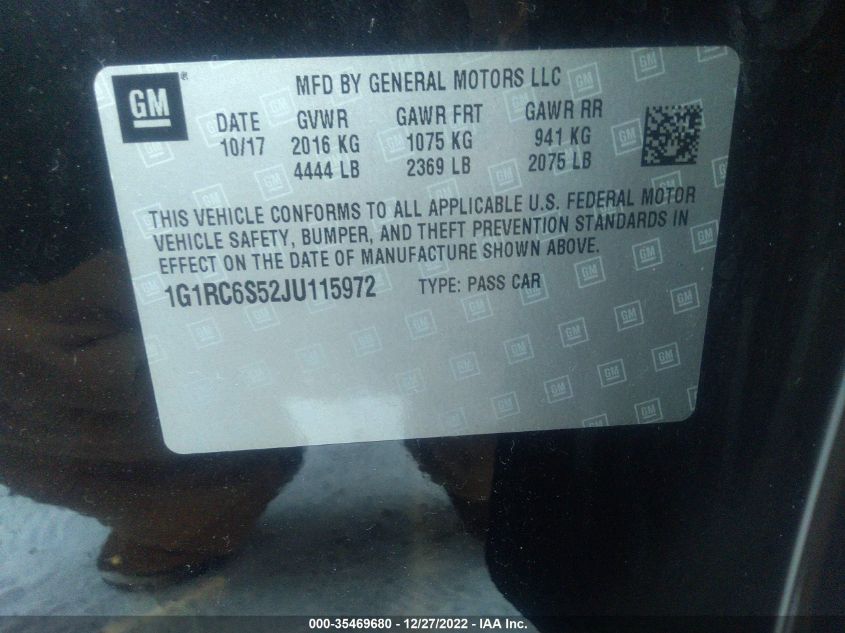 GM®
MFD BY GENERAL MOTORS LLC
DATE GVWR GAWR FRT GAWR RR
10/17 2016 KG 1075 KG 941 KG
4444 LB 2369 LB 2075 LB
THIS VEHICLE CONFORMS TO ALL APPLICABLE U.S. FEDERAL MOTOR
VEHICLE SAFETY, BUMPER, AND THEFT PREVENTION STANDARDS IN
EFFECT ON THE DATE OF MANUFACTURE SHOWN ABOVE.
1G1RC6S52JU115972 TYPE: PASS CAR
000-35469680 - 12/27/2022 - IAA Inc.